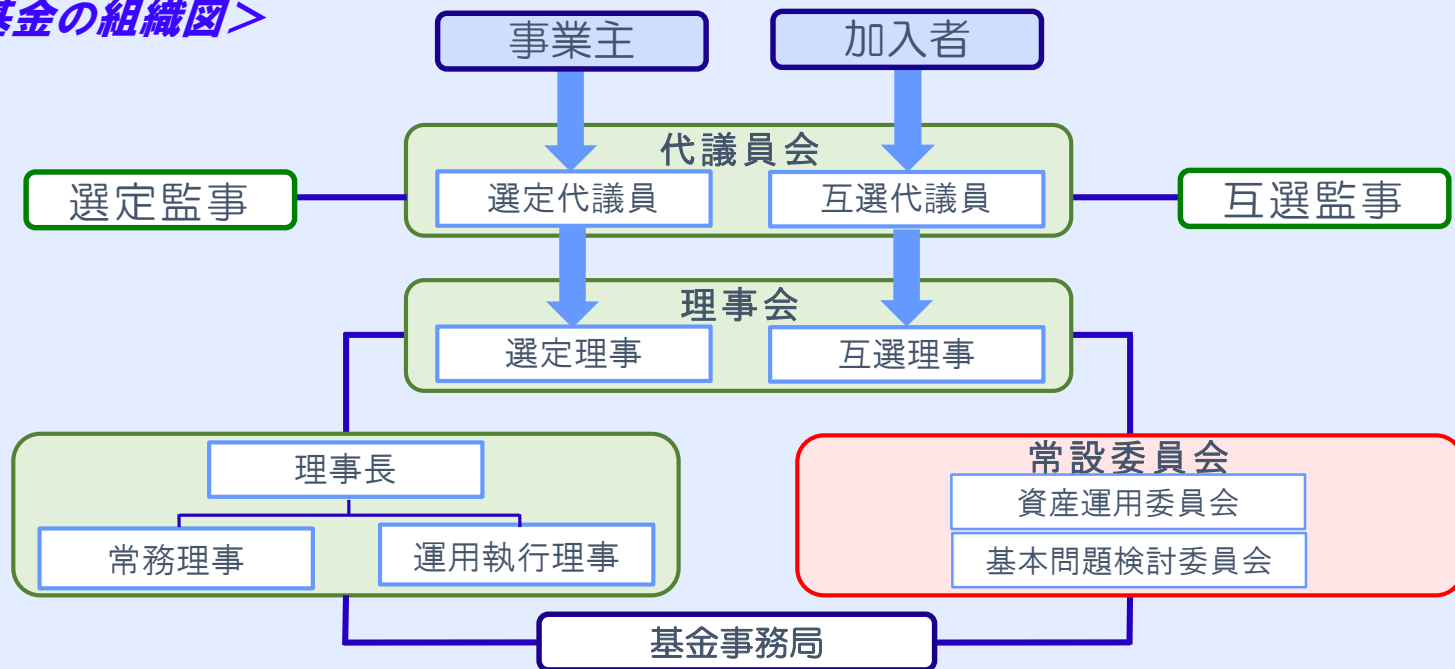 基金の組織図＞
事業主
加入者
代議員会
選定監事
選定代議員
互選代議員
互選監事
理事会
選定理事
互選理事
理事長
常務理事
運用執行理事
常設委員会
資産運用委員会
基本問題検討委員会
基金事務局